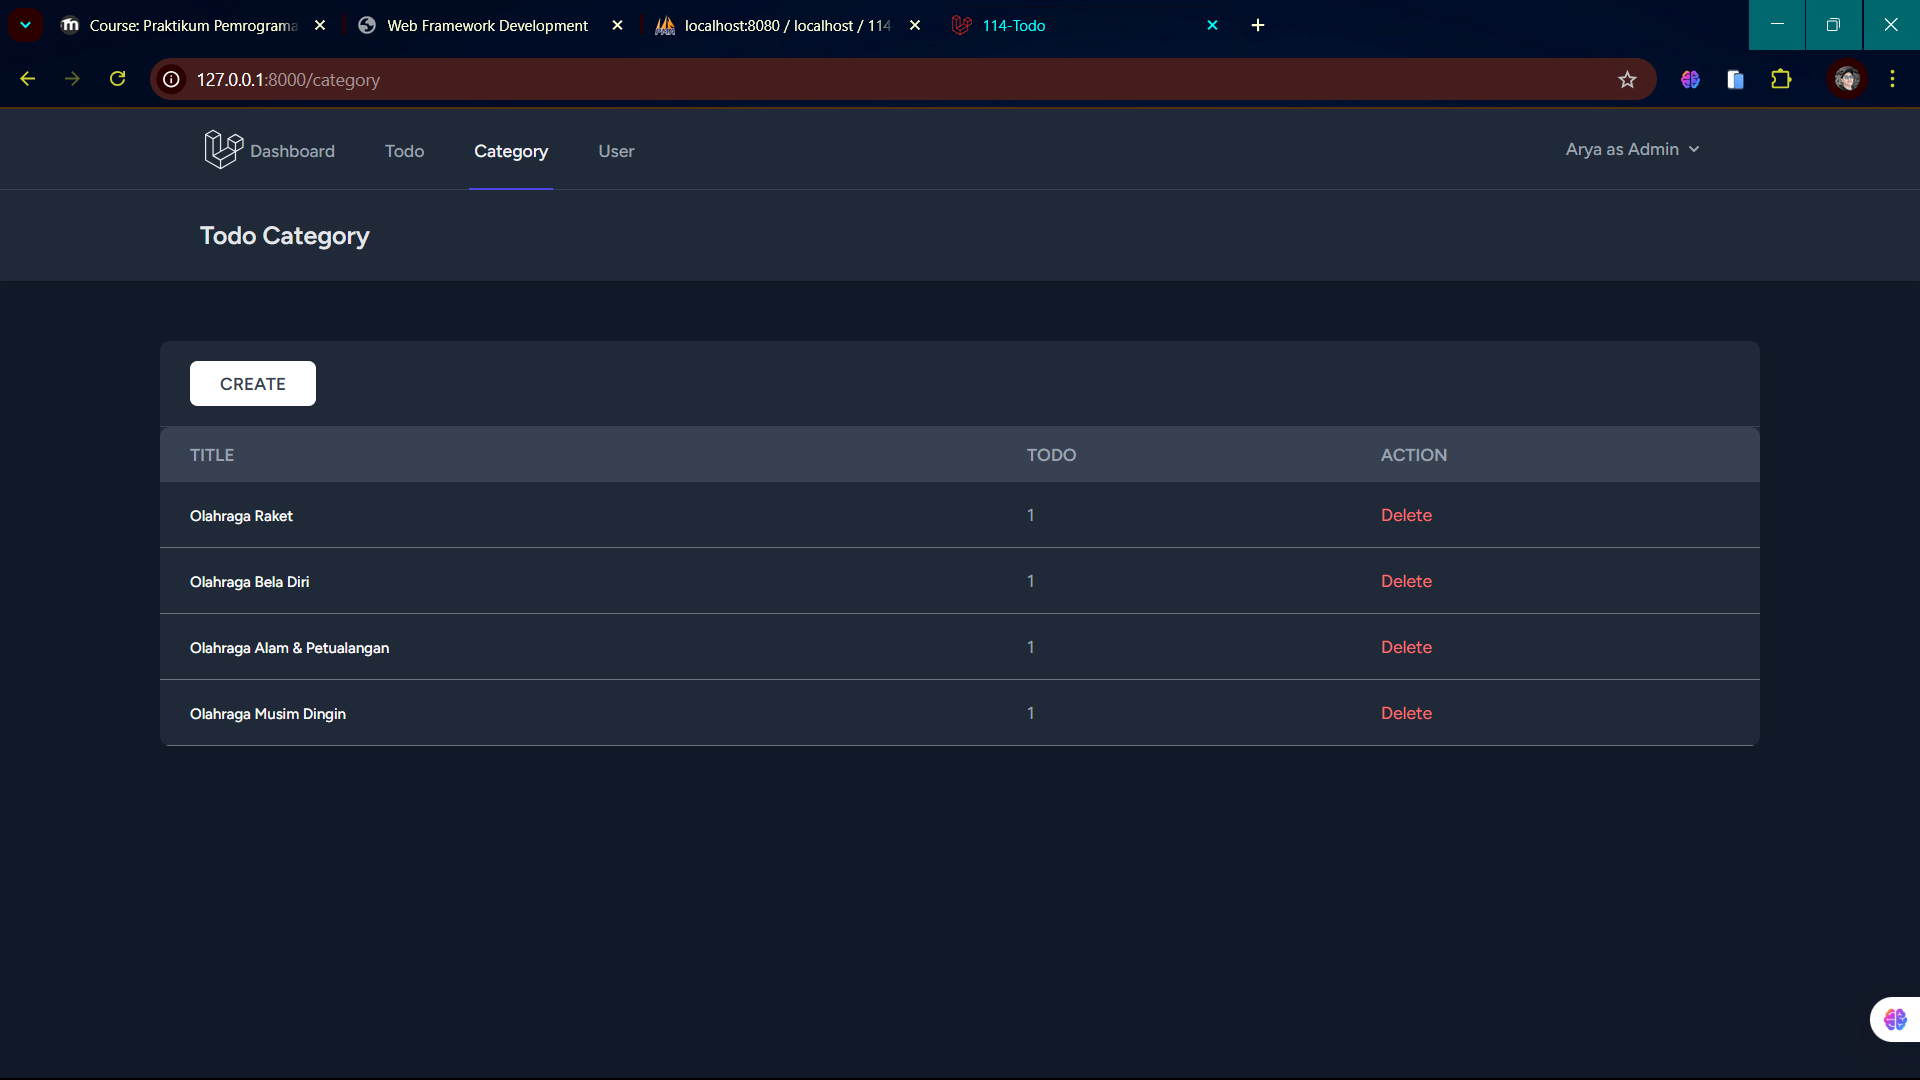 Course: Praktikum Pemrograma
Web Framework Development
localhost:8080 / localhost / 114
114-Todo
127.0.0.1:8000/category
Dashboard
Todo
Category
User
Arya as Admin
Todo Category
CREATE
TITLE TODO ACTION
Olahraga Raket 1 Delete
Olahraga Bela Diri 1 Delete
Olahraga Alam & Petualangan 1 Delete
Olahraga Musim Dingin 1 Delete